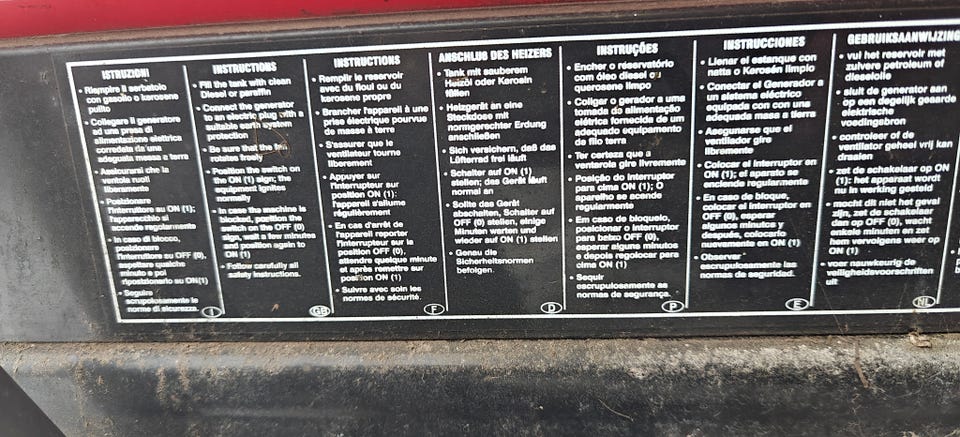 ISTRUZIONI
• Riempire il serbatoio
con gasolio o kerosene
pulito
• Collegare il generatore
ad una presa di
alimentazione elettrica
corredata da una
adeguata massa a terra
• Assicurarsi che la
ventola ruoti
liberamente
• Posizionare
l'interruttore su ON (1);
l'apparecchio si
accende regolarmente
• In caso di blocco,
posizionare
l'interruttore su OFF (0),
aspettare qualche
minuto e poi
riposizionarlo su ON(1)
• Seguire
scrupolosamente le
norme di sicurezza.
I
INSTRUCTIONS
• Fill the tank with clean
Diesel or paraffin
• Connect the generator
to an electric plug with a
suitable earth system
protection
• Be sure that the
rotates freely
• Position the switch on
the ON (1) sign; the
equipment ignites
normally
• In case the machine is
blocked, position the
switch on the OFF (0)
sign, wait a few minutes
and position again to
ON (1)
• Follow carefully all
safety instructions.
GB
INSTRUCTIONS
• Remplir le reservoir
avec du fioul ou du
kerosene propre
• Brancher l'appareil à une
prise électrique pourvue
de masse à terre
• S'assurer que le
ventilateur tourne
liberement
• Appuyer sur
l'interrupteur sur
position ON (1);
l'appareil s'allume
régulièrement
• En cas d'arrêt de
l'appareil reporter
l'interrupteur sur la
position OFF (0),
attendre quelque minute
et après remettre sur
position ON (1)
• Suivre avec soin les
normes de sécurité.
F
ANSCHLUß DES HEIZERS
• Tank mit sauberem
Heizöl oder Kerosin
füllen
• Heizgerät an eine
Steckdose mit
normgerechter Erdung
anschließen
• Sich versichern, daß das
Lüfterrad frei läuft
• Schalter auf ON (1)
stellen; das Gerät läuft
normal an
• Sollte das Gerät
abschalten, Schalter auf
OFF (0) stellen, einige
Minuten warten und
wieder auf ON (1) stellen
• Genau die
Sicherheitsnormen
befolgen.
D
INSTRUÇÕES
• Encher o réservatório
com óleo diesel ou
querosene limpo
• Coligar o gerador a uma
tomada da alimentação
elétrica fornecida de um
adequado equipamento
de fio terra
• Ter certeza que a
ventarola gira livremente
• Posição do interruptor
para cima ON (1); O
aparelho se acende
regularmente
• Em caso de bloqueio,
posicionar o interruptor
para beixo OFF (0),
esperar alguns minutos
e depois regolocar para
cima ON (1)
• Sequir
escrupulosamente as
normas de segurança.
P
INSTRUCCIONES
• Llenar el estanque con
natta o Kerosén limpio
• Conectar el Generador a
un sistema eléctrico
equipada con con una
adequada masa a tierra
• Asegurarse que el
ventilador gire
libremente
• Colocar el interruptor en
ON (1); el aparato se
enciende regularmente
• En caso de bloque,
colocar el interruptor en
OFF (0), esperar
algunos minutos y
después, colocarlo
nuevamente en ON (1)
• Observar
escrupulosamente las
normas de seguridad.
E
GEBRUIKSAANWIJZING
• vul het reservoir met
zuivere petroleum of
dieselolie
• sluit de generator aan
op een degelijk geaarde
elektrische
voedingsbron
• controleer of de
ventilator geheel vrij kan
draaien
• zet de schakelaar op ON
(1): het apparaat wordt
nu in werking gesteld
• mocht dit niet het geval
zijn, zet de schakelaar
dan op OFF (0), wacht
enkele minuten en zet
hem vervolgens weer op
ON (1)
• voer nauwkeurig de
veiligheidevoorschriften
uit
NL